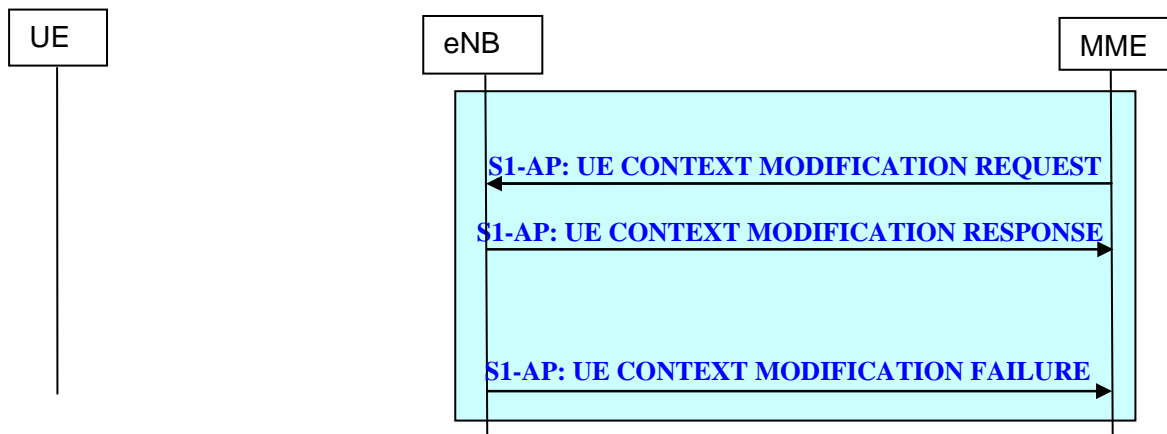 UE
eNB
MME
S1-AP: UE CONTEXT MODIFICATION REQUEST
S1-AP: UE CONTEXT MODIFICATION RESPONSE
S1-AP: UE CONTEXT MODIFICATION FAILURE